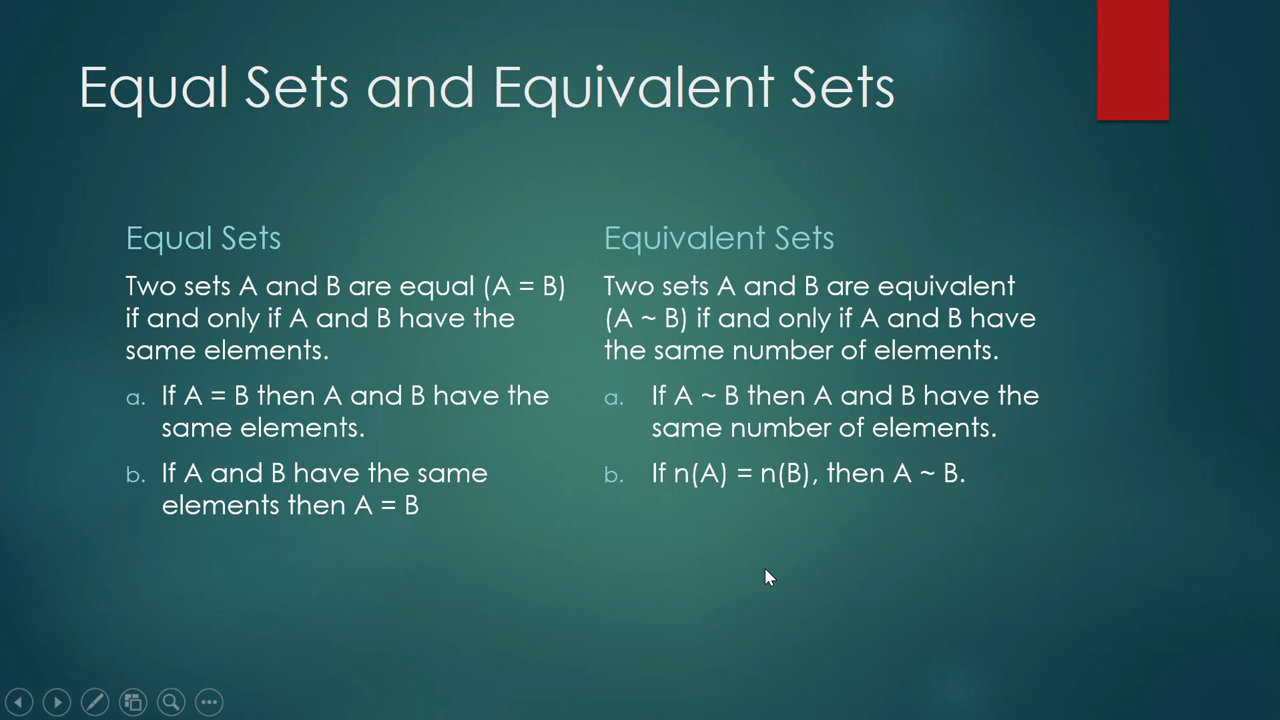 Equal Sets and Equivalent Sets
Equal Sets
Two sets A and B are equal (A = B)
if and only if A and B have the
same elements.
a. If A = B then A and B have the
same elements.
b. If A and B have the same
elements then A = B
Equivalent Sets
Two sets A and B are equivalent
(A ~ B) if and only if A and B have
the same number of elements.
a. If A ~ B then A and B have the
same number of elements.
b. If n(A) = n(B), then A ~ B.